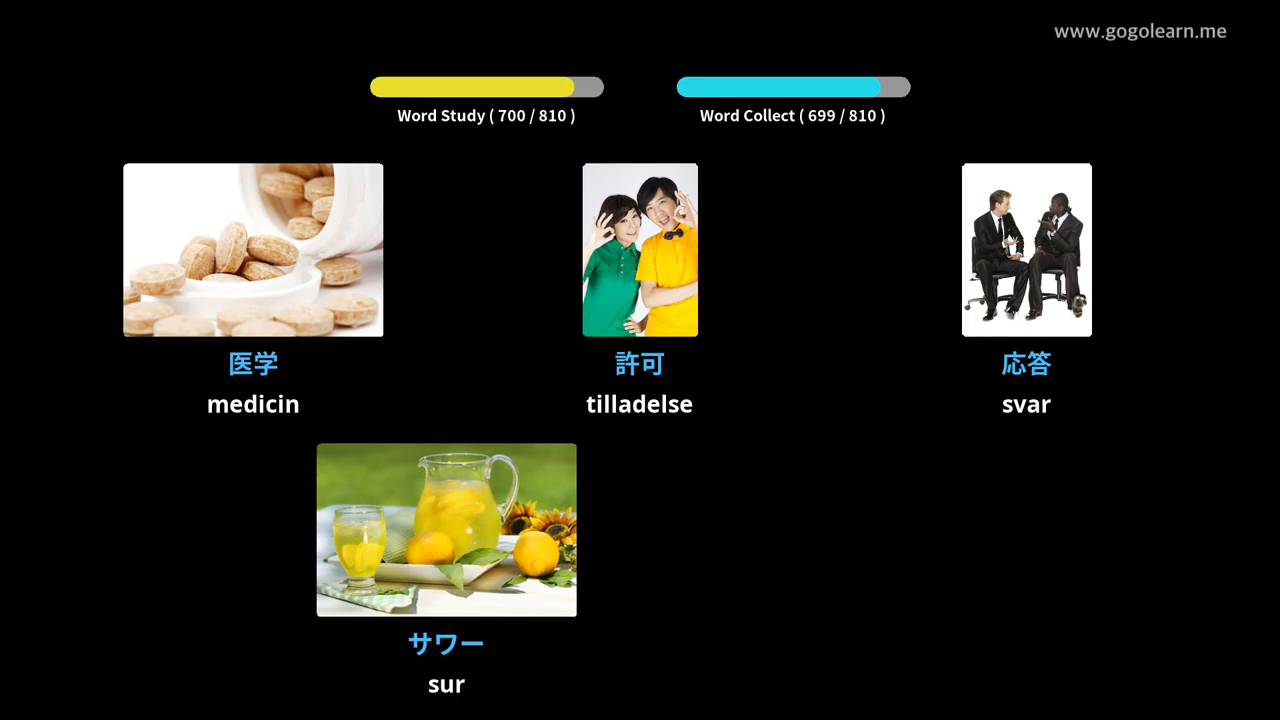 www.gogolearn.me
Word Study ( 700 / 810 )
Word Collect ( 699 / 810 )
医学
medicin
許可
tilladelse
応答
svar
サワー
sur